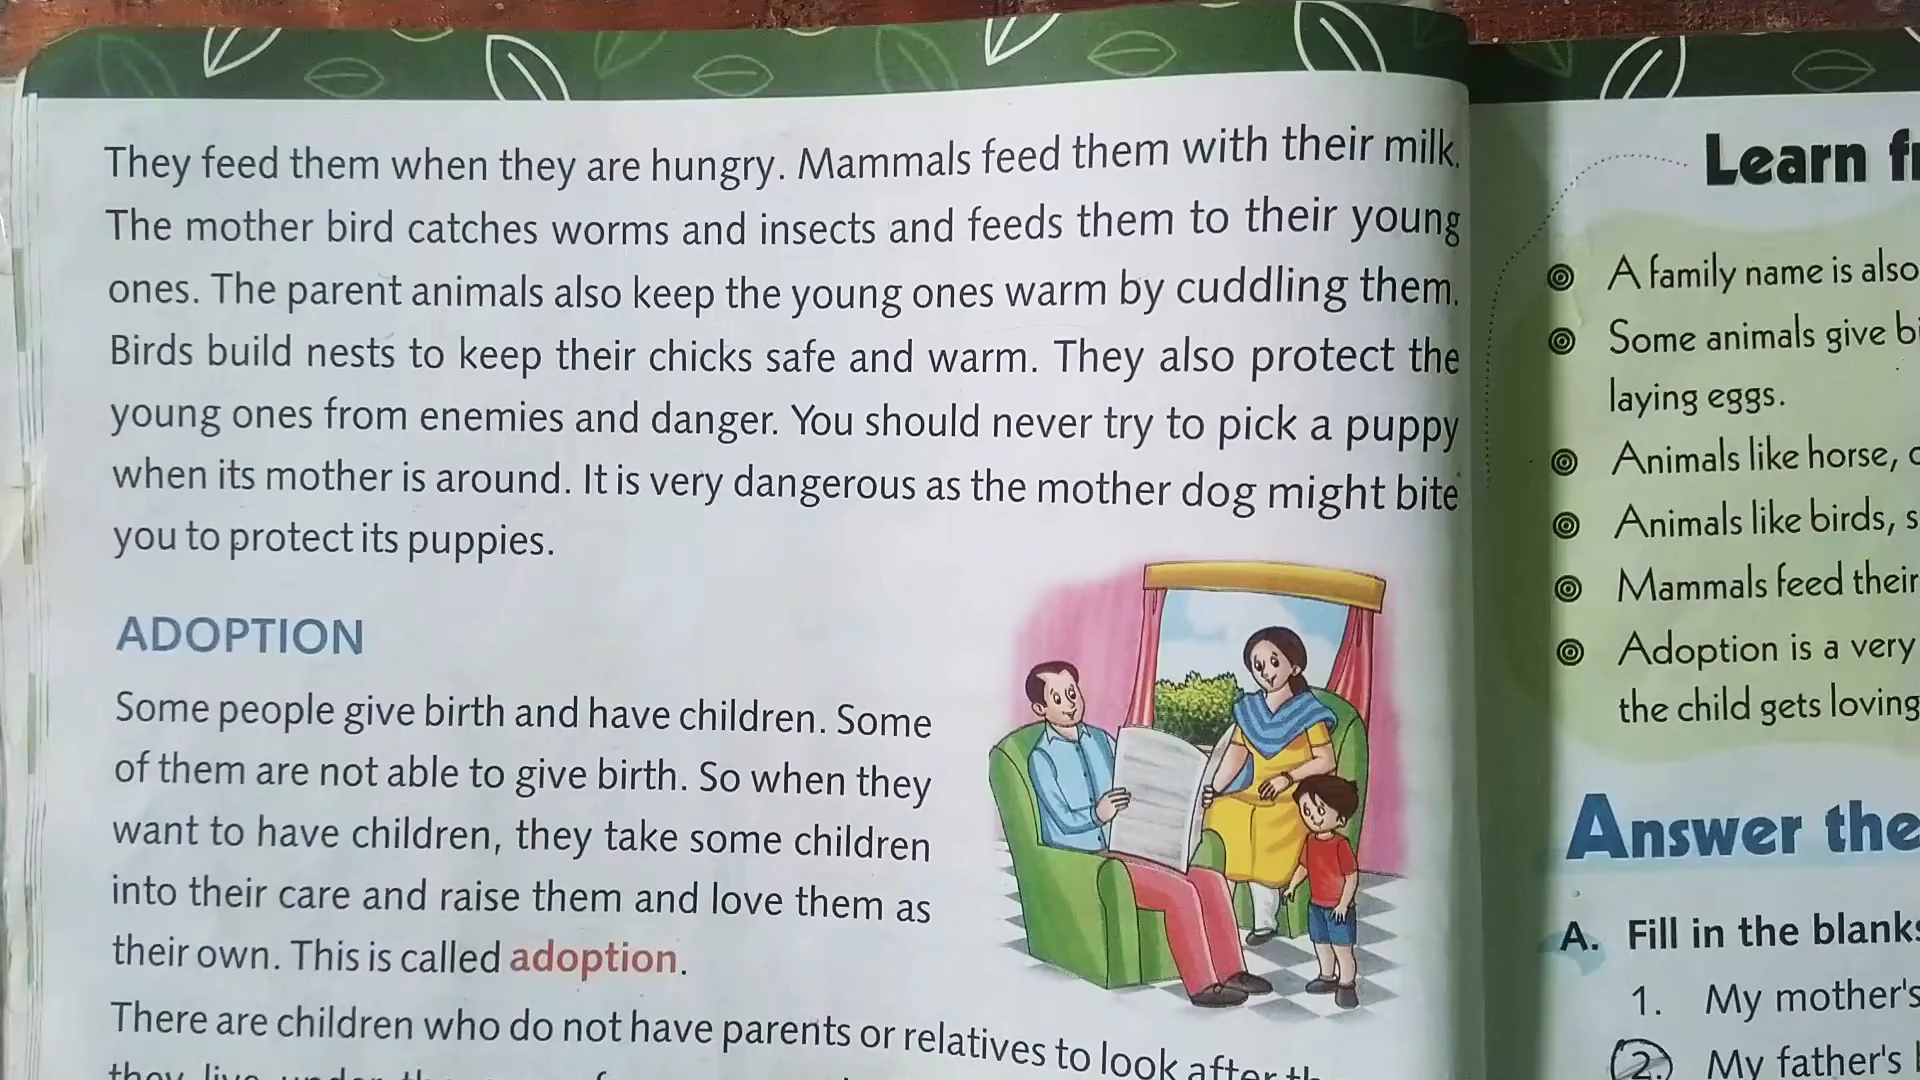 They feed them when they are hungry. Mammals feed them with their milk.
The mother bird catches worms and insects and feeds them to their young
ones. The parent animals also keep the young ones warm by cuddling them.
Birds build nests to keep their chicks safe and warm. They also protect the
young ones from enemies and danger. You should never try to pick a puppy
when its mother is around. It is very dangerous as the mother dog might bite
you to protect its puppies.
ADOPTION
Some people give birth and have children. Some
of them are not able to give birth. So when they
want to have children, they take some children
into their care and raise them and love them as
their own. This is called adoption.
There are children who do not have parents or relatives to look after
they live under
Learn
A family name is also
Some animals give
laying eggs.
Animals like horse,
Animals like birds,
Mammals feed their
Adoption is a very
the child gets loving
Answer the
A. Fill in the blanks
1. My mother's
2. My father's